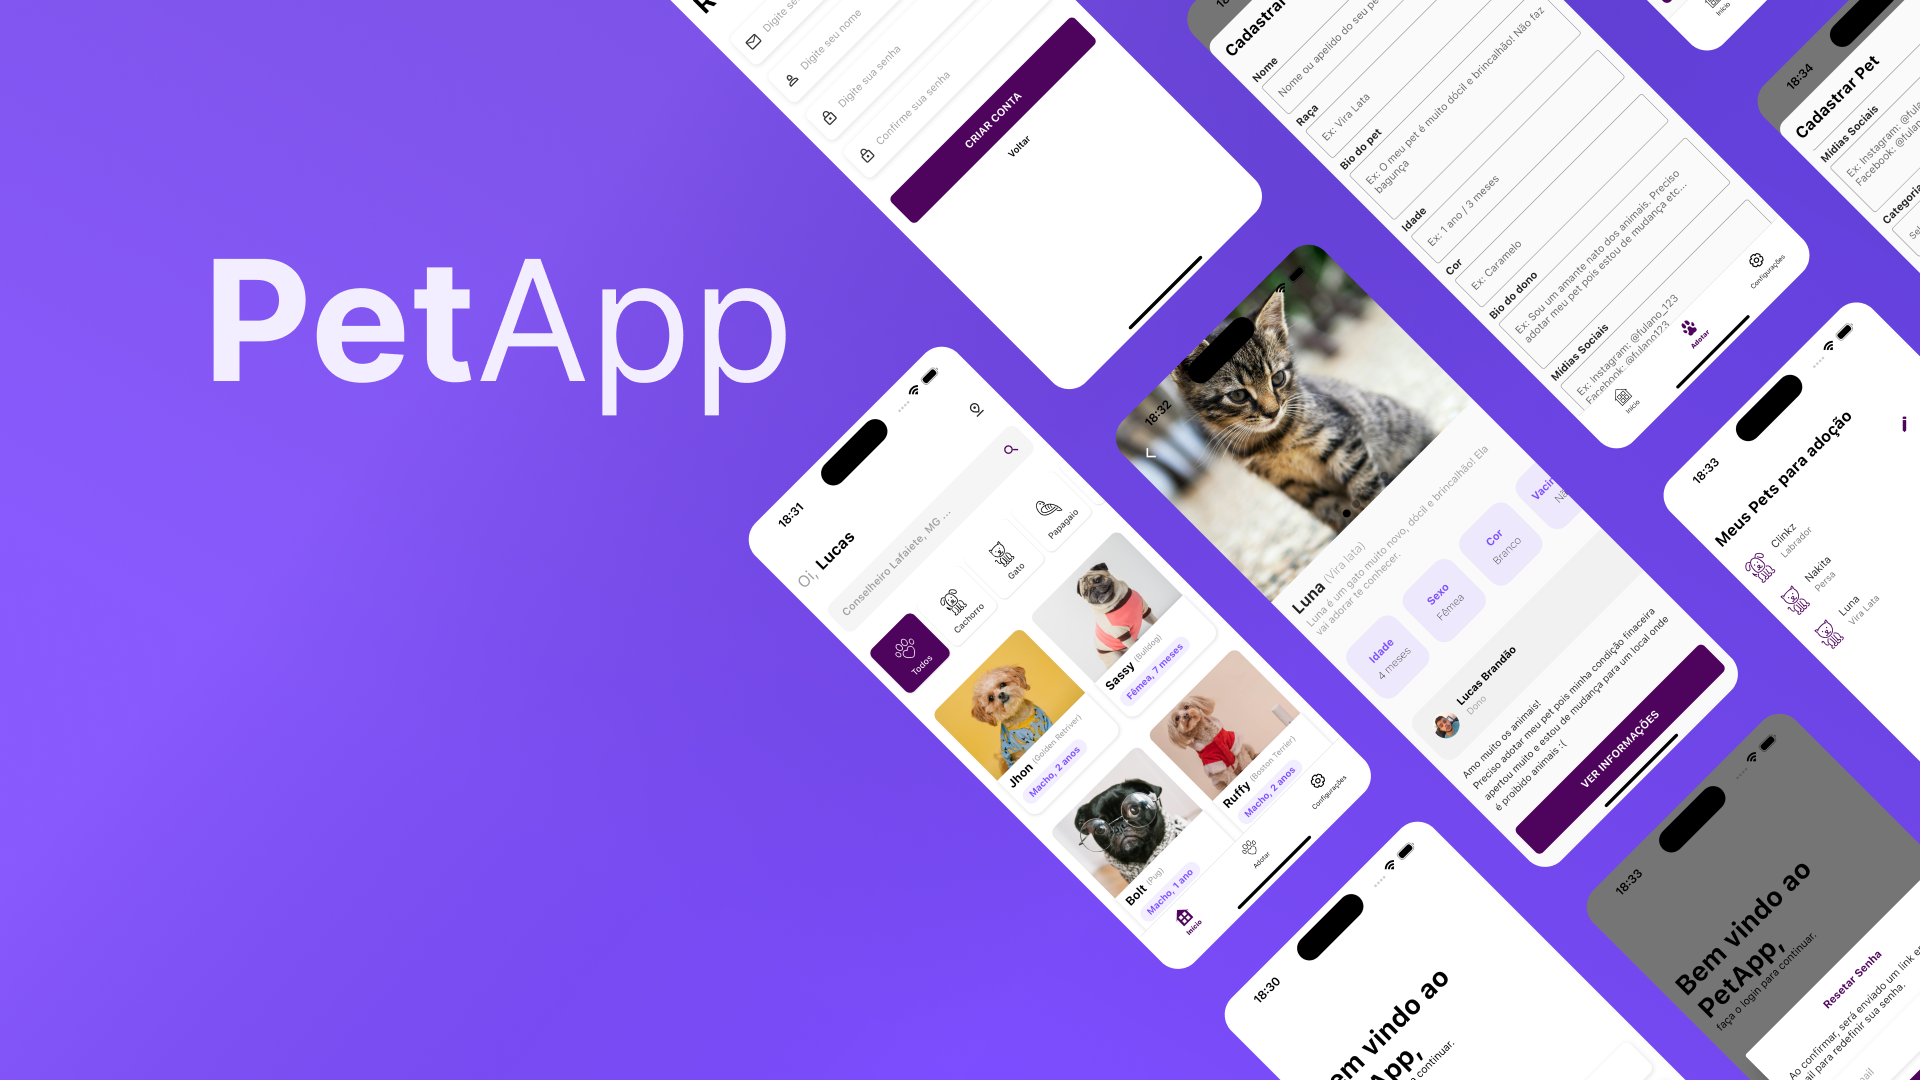 PetApp
Digite seu nome
Digite sua senha
Confirme sua senha
CRIAR CONTA
Voltar
18:31
Oi, Lucas
Conselheiro Lafaiete, MG ...
Todos
Cachorro
Gato
Papagaio
Jhon (Golden Retriver)
Macho, 2 anos
Sassy (Bulldog)
Fêmea, 7 meses
Bolt (Pug)
Macho, 1 ano
Ruffy (Boston Terrier)
Macho, 2 anos
Início
Adotar
Configurações
18:32
Luna (Vira lata)
Luna é um gato muito novo, dócil e brincalhão! Ela
vai adorar te conhecer.
Idade
4 meses
Sexo
Fêmea
Cor
Branco
Lucas Brandão
Dono
Amo muito os animais!
Preciso adotar meu pet pois minha condição finaceira
apertou muito e estou de mudança para um local onde
é proibido animais :(
VER INFORMAÇÕES
Cadastrar
Nome
Nome ou apelido do seu pe
Raça
Ex: Vira Lata
Bio do pet
Ex: O meu pet é muito dócil e brincalhão! Não faz
bagunça
Idade
Ex: 1 ano / 3 meses
Cor
Ex: Caramelo
Bio do dono
Ex: Sou um amante nato dos animais. Preciso
adotar meu pet pois estou de mudança etc...
Mídias Sociais
Ex: Instagram: @fulano_123
Facebook: @fulano123
Início
Adotar
Configurações
Início
18:34
Cadastrar Pet
Mídias Sociais
Ex: Instagram: @fu
Facebook: @fulan
Categoria
18:33
Meus Pets para adoção
Clinkz
Labrador
Nakita
Persa
Luna
Vira Lata
18:30
em vindo ao
App,
continuar.
18:33
Bem vindo ao
PetApp,
faça o login para continuar.
Resetar Senha
Ao confirmar, será enviado um link e
ail para redefinir sua senha.